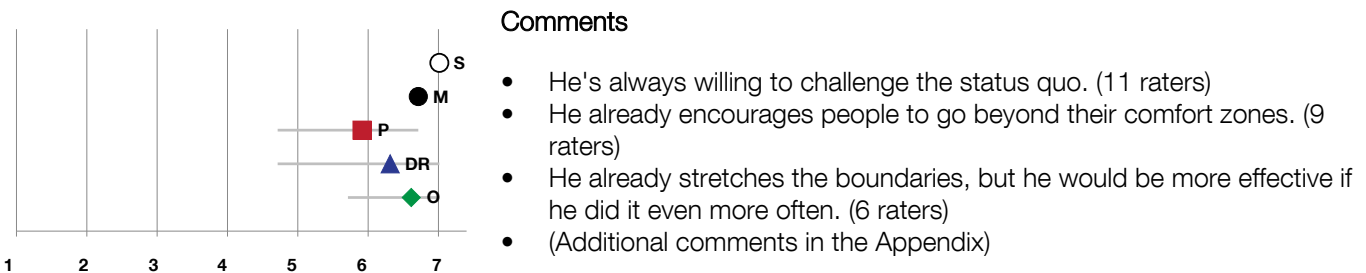 Comments
S
M
P
DR
O
1 2 3 4 5 6 7
• He's always willing to challenge the status quo. (11 raters)
• He already encourages people to go beyond their comfort zones. (9
raters)
• He already stretches the boundaries, but he would be more effective if
he did it even more often. (6 raters)
• (Additional comments in the Appendix)